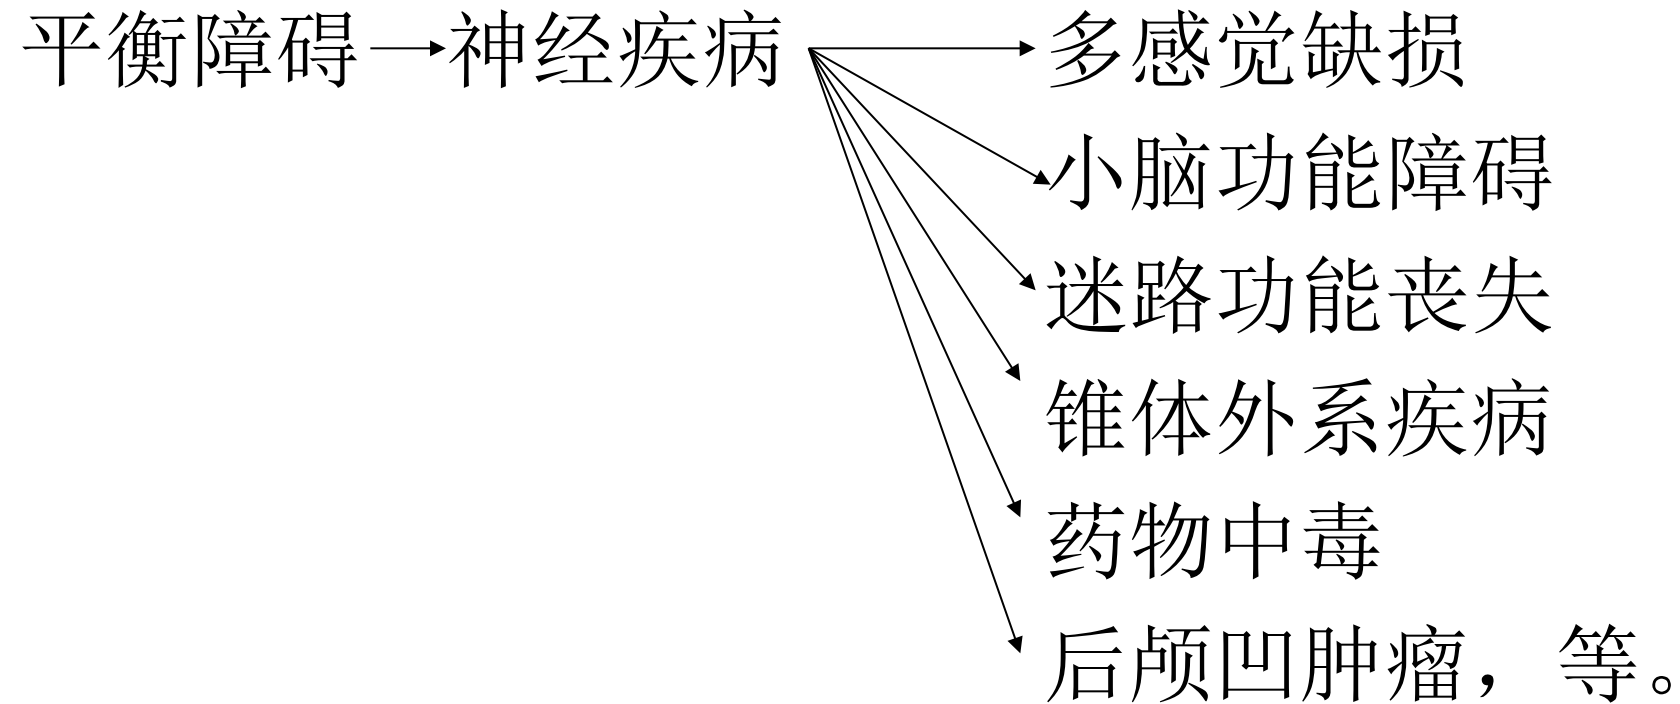 平衡障碍 神经疾病 多感觉缺损
小脑功能障碍
迷路功能丧失
锥体外系疾病
药物中毒
后颅凹肿瘤，等。